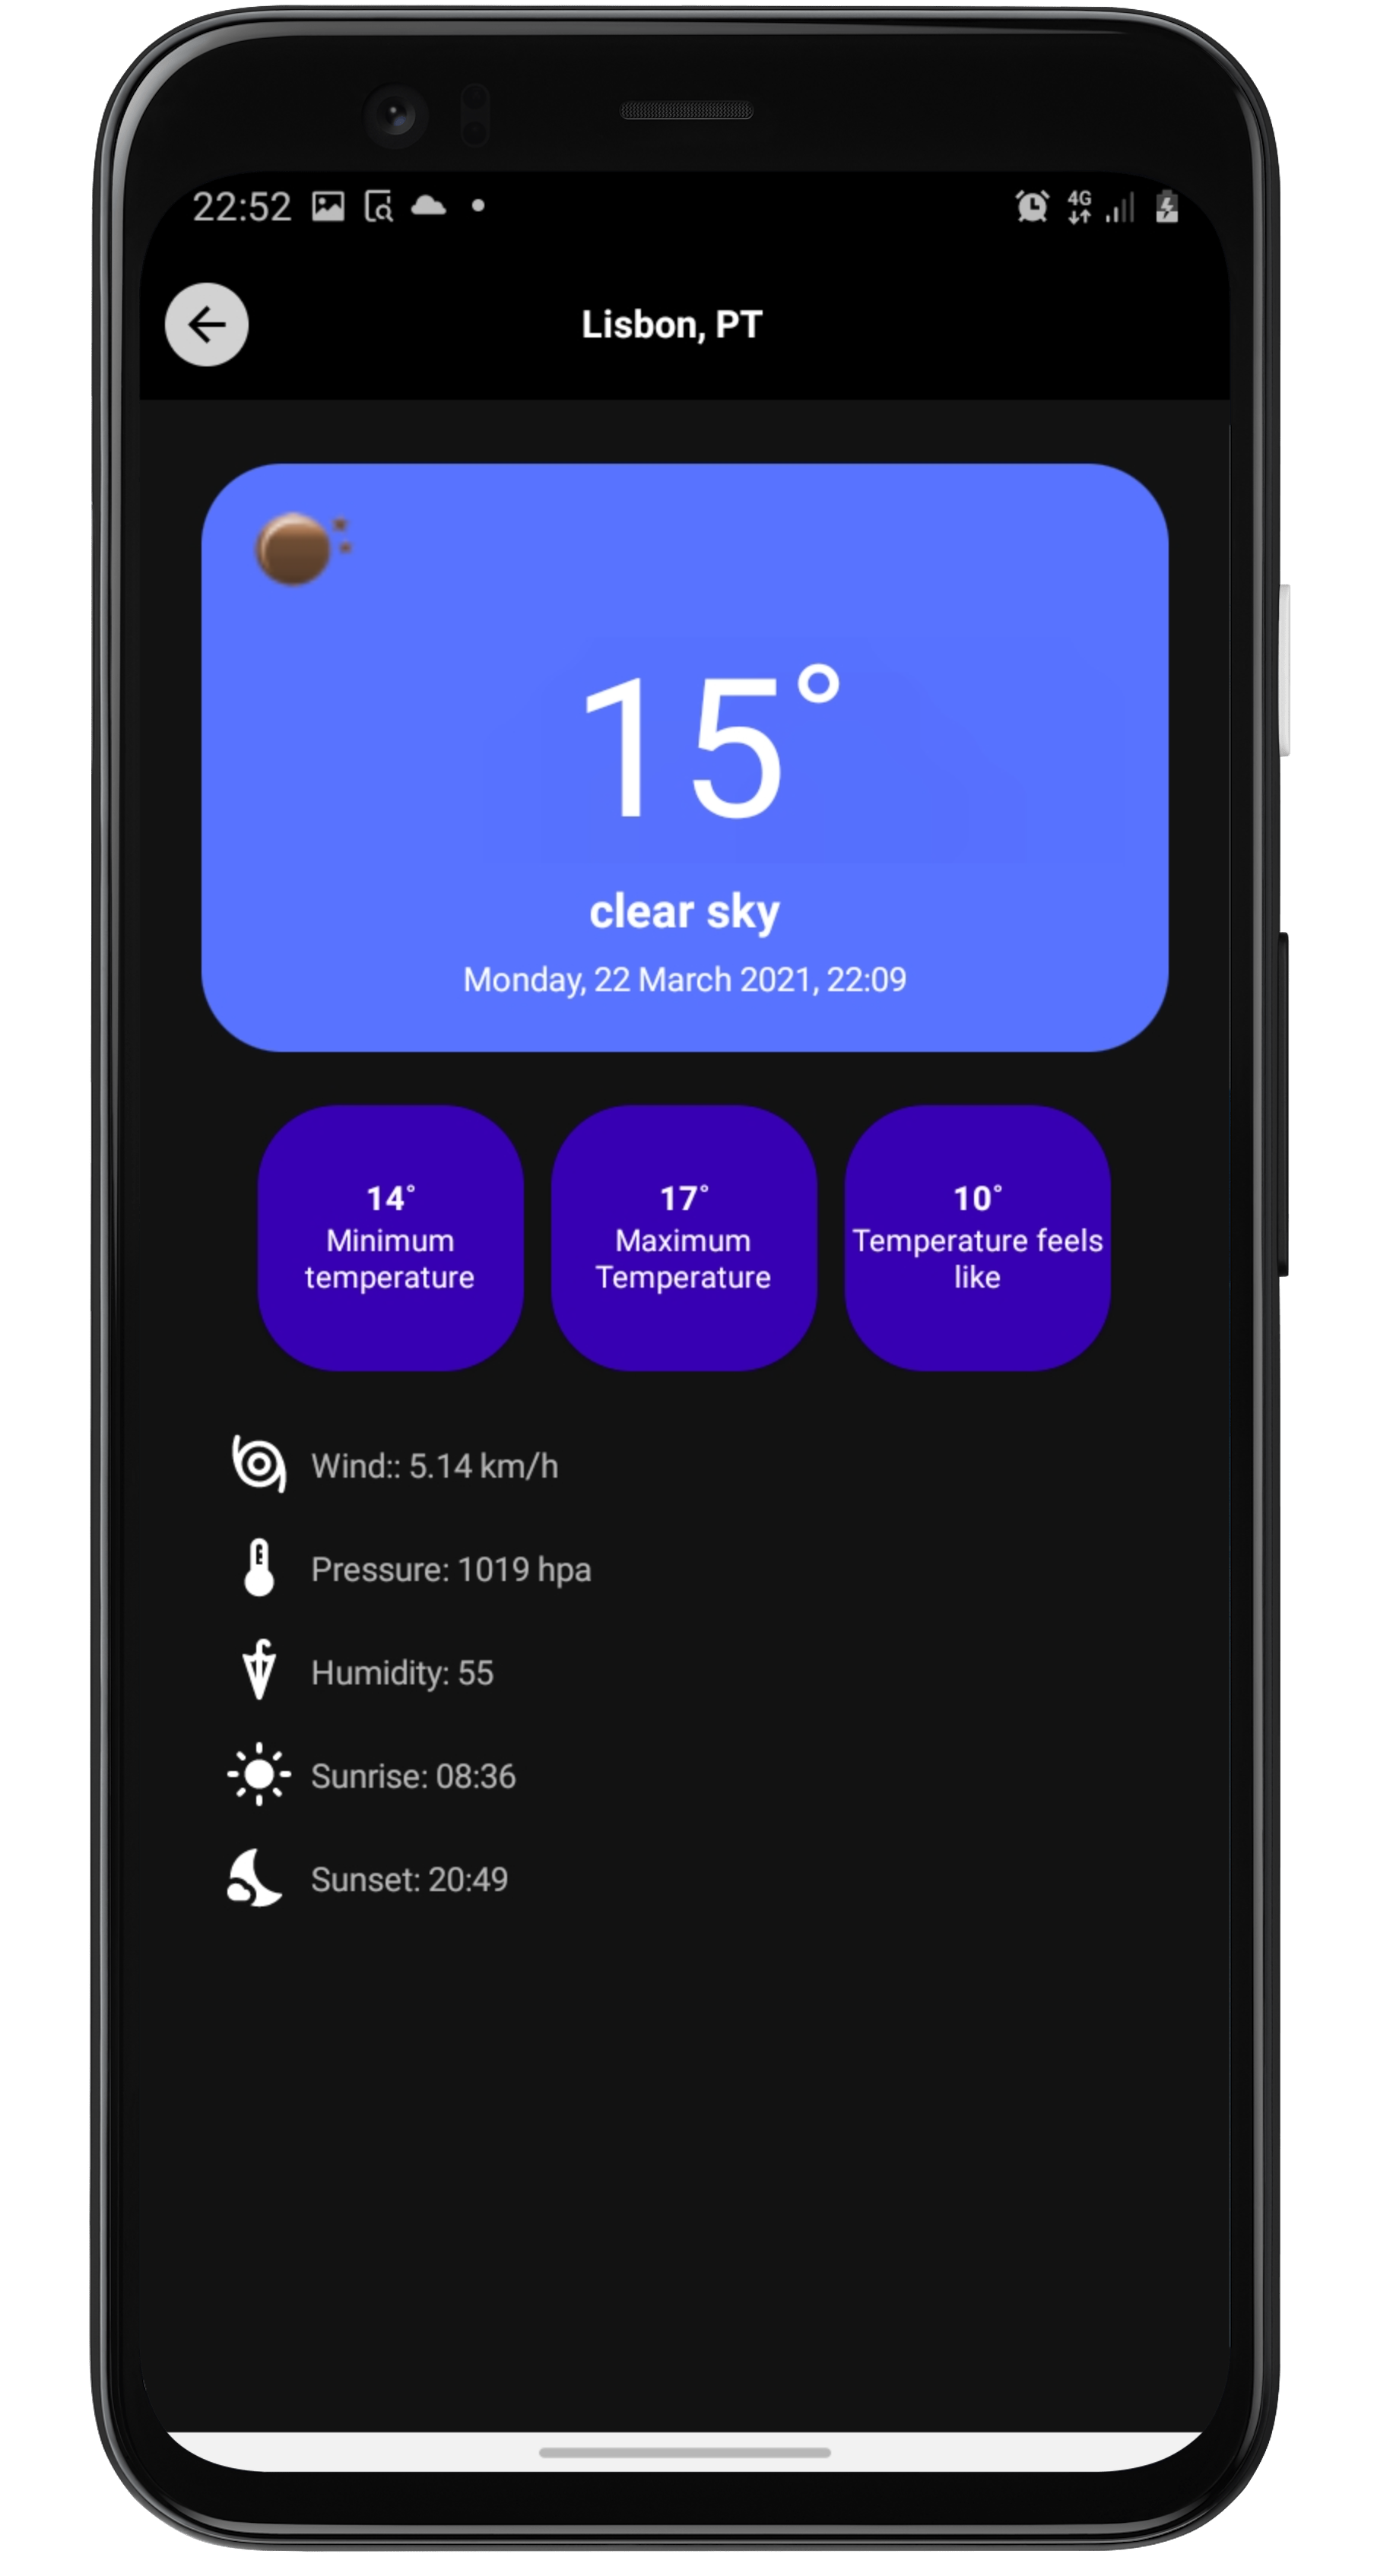 22:52
4G
Lisbon, PT
15°
clear sky
Monday, 22 March 2021, 22:09
14°
Minimum
temperature
17°
Maximum
Temperature
10°
Temperature feels
like
Wind:: 5.14 km/h
Pressure: 1019 hpa
Humidity: 55
Sunrise: 08:36
Sunset: 20:49